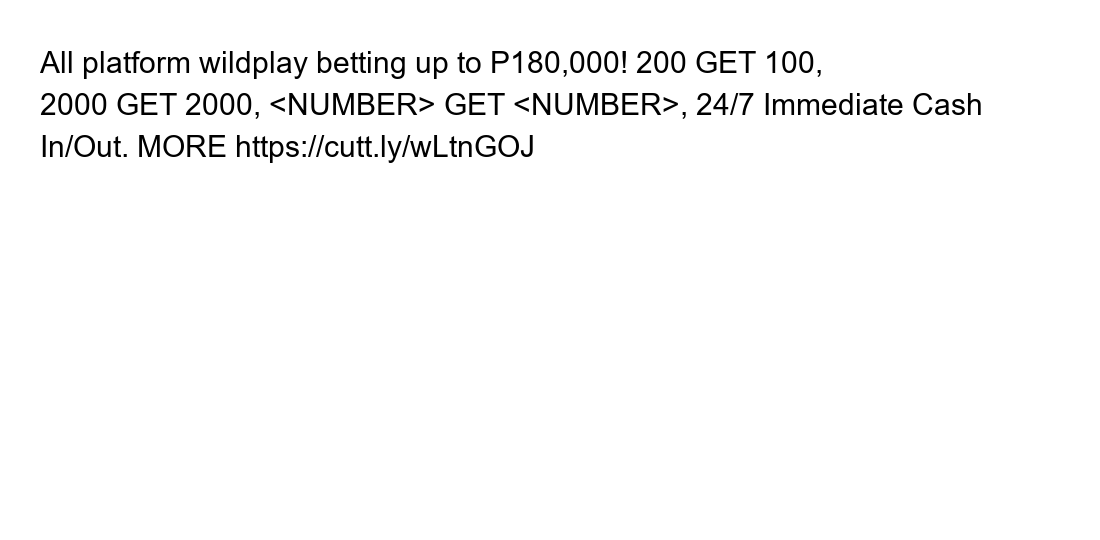 All platform wildplay betting up to P180,000! 200 GET 100,
2000 GET 2000, <NUMBER> GET <NUMBER>, 24/7 Immediate Cash
In/Out. MORE https://cutt.ly/wLtnGOJ